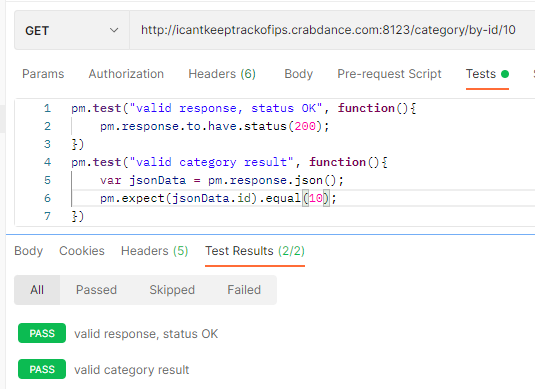 GET http://icantkeeptrackofips.crabdance.com:8123/category/by-id/10
Params Authorization Headers (6) Body Pre-request Script Tests
1 pm.test("valid response, status OK", function(){
2 pm.response.to.have.status(200);
3 })
4 pm.test("valid category result", function(){
5 var jsonData = pm.response.json();
6 pm.expect(jsonData.id).equal(10);
7 })
Body Cookies Headers (5) Test Results (2/2)
All Passed Skipped Failed
PASS valid response, status OK
PASS valid category result